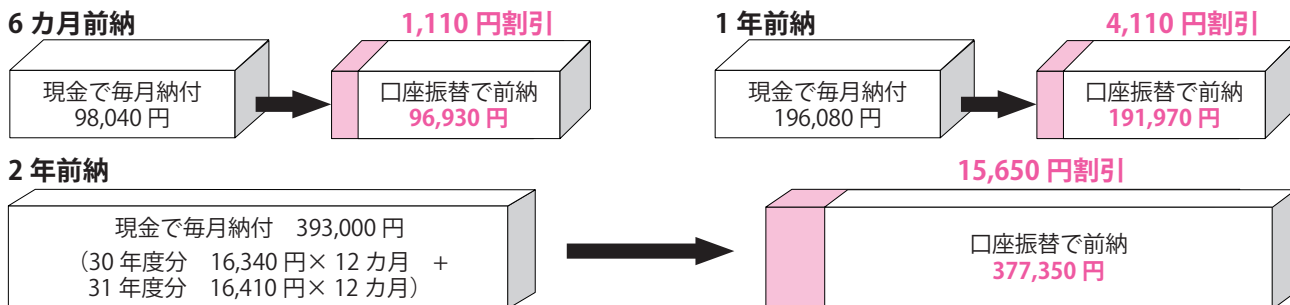 6 カ月前納
1,110 円割引
現金で毎月納付
98,040 円
口座振替で前納
96,930 円
1 年前納
4,110 円割引
現金で毎月納付
196,080 円
口座振替で前納
191,970 円
2 年前納
15,650 円割引
現金で毎月納付　393,000 円
（30 年度分　16,340 円× 12 カ月　+
31 年度分　16,410 円× 12 カ月）
口座振替で前納
377,350 円